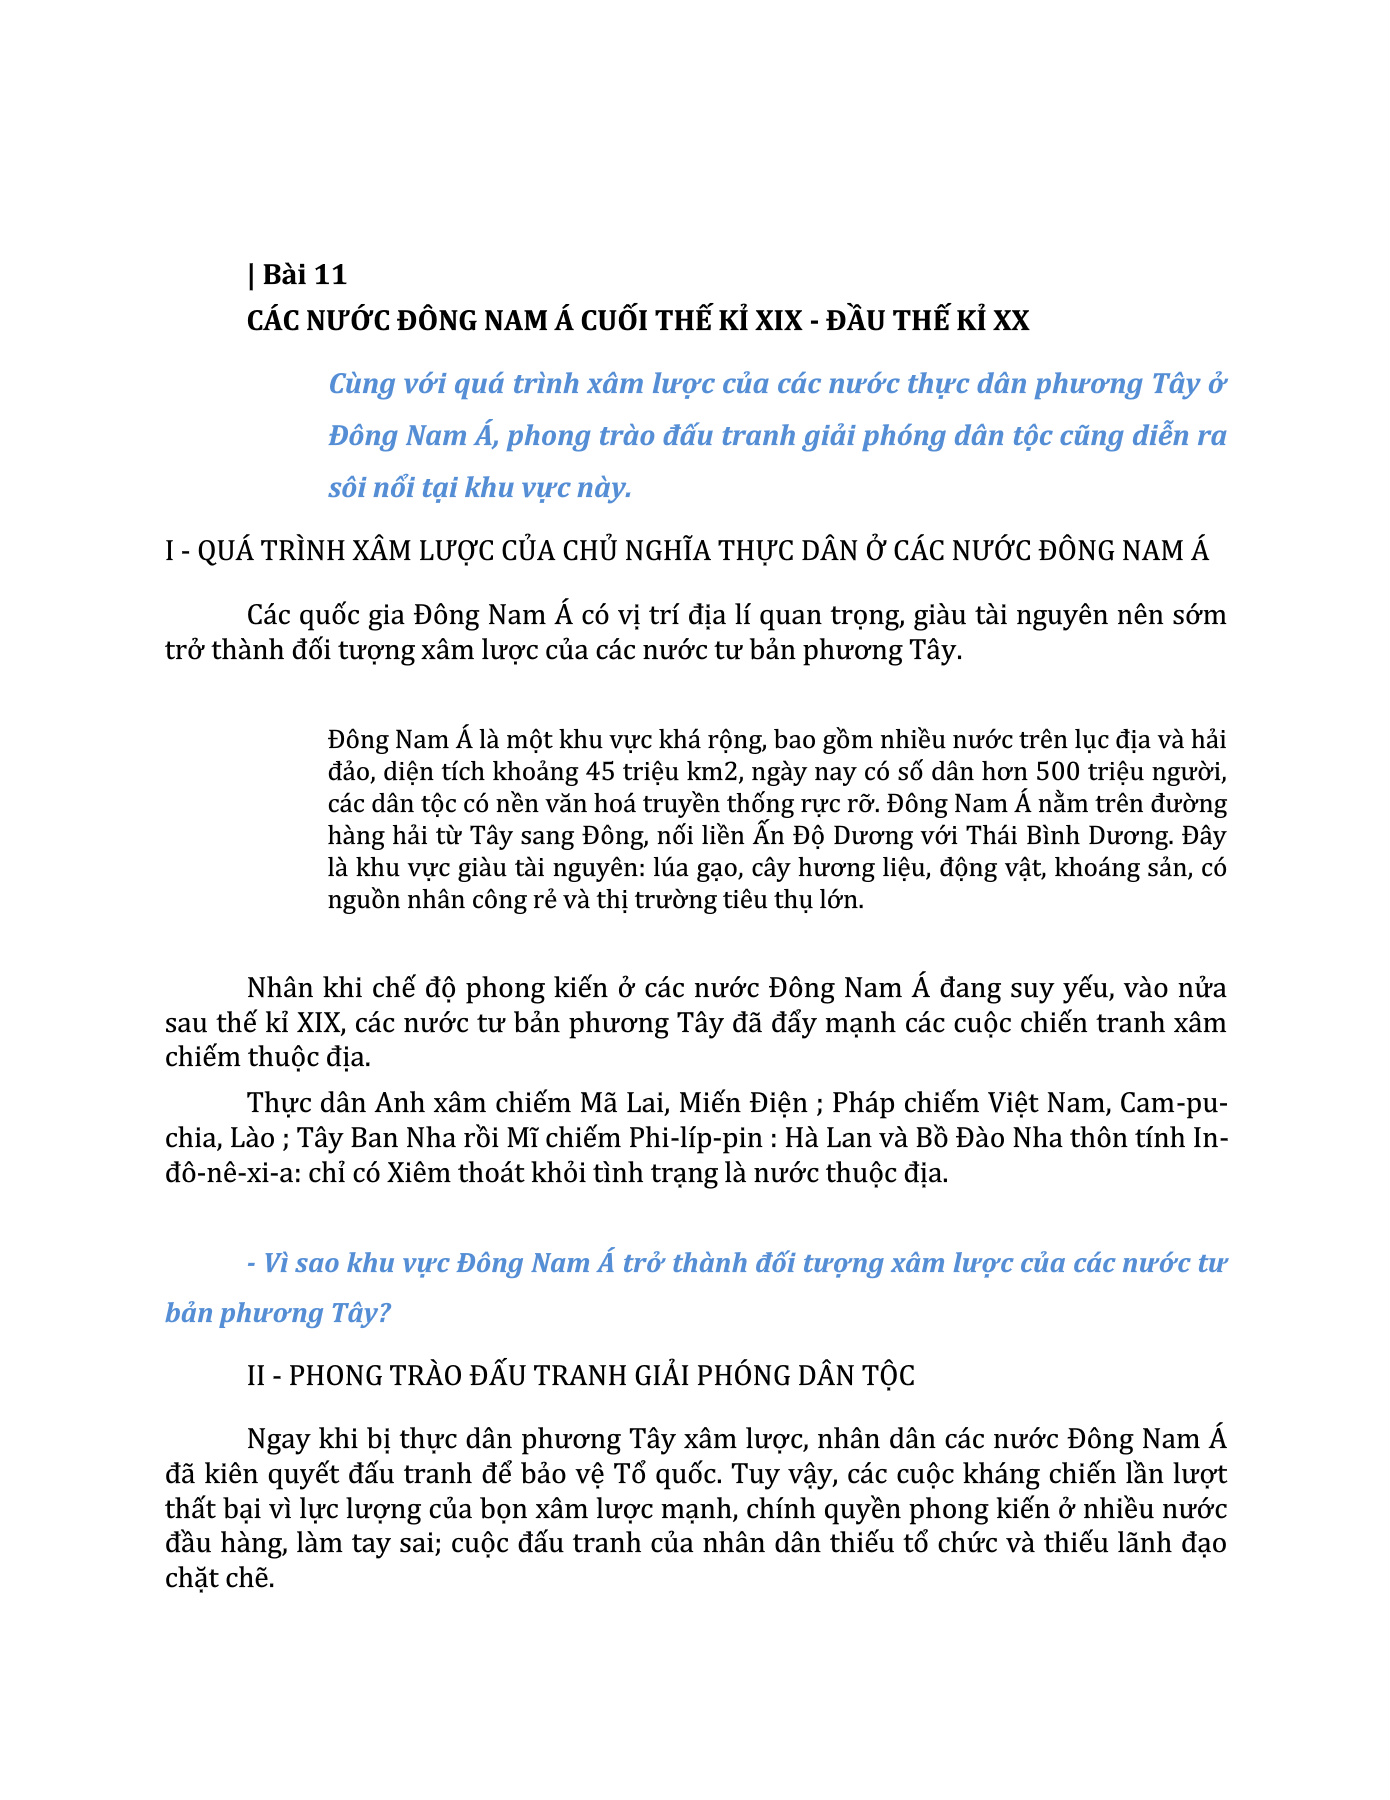 | Bài 11
CÁC NƯỚC ĐÔNG NAM Á CUỐI THẾ KỈ XIX - ĐẦU THẾ KỈ XX
Cùng với quá trình xâm lược của các nước thực dân phương Tây ở
Đông Nam Á, phong trào đấu tranh giải phóng dân tộc cũng diễn ra
sôi nổi tại khu vực này.
I - QUÁ TRÌNH XÂM LƯỢC CỦA CHỦ NGHĨA THỰC DÂN Ở CÁC NƯỚC ĐÔNG NAM Á
Các quốc gia Đông Nam Á có vị trí địa lí quan trọng, giàu tài nguyên nên sớm
trở thành đối tượng xâm lược của các nước tư bản phương Tây.
Đông Nam Á là một khu vực khá rộng, bao gồm nhiều nước trên lục địa và hải
đảo, diện tích khoảng 45 triệu km2, ngày nay có số dân hơn 500 triệu người,
các dân tộc có nền văn hoá truyền thống rực rỡ. Đông Nam Á nằm trên đường
hàng hải từ Tây sang Đông, nối liền Ấn Độ Dương với Thái Bình Dương. Đây
là khu vực giàu tài nguyên: lúa gạo, cây hương liệu, động vật, khoáng sản, có
nguồn nhân công rẻ và thị trường tiêu thụ lớn.
Nhân khi chế độ phong kiến ở các nước Đông Nam Á đang suy yếu, vào nửa
sau thế kỉ XIX, các nước tư bản phương Tây đã đẩy mạnh các cuộc chiến tranh xâm
chiếm thuộc địa.
Thực dân Anh xâm chiếm Mã Lai, Miến Điện ; Pháp chiếm Việt Nam, Cam-pu-
chia, Lào ; Tây Ban Nha rồi Mĩ chiếm Phi-líp-pin : Hà Lan và Bồ Đào Nha thôn tính In-
đô-nê-xi-a: chỉ có Xiêm thoát khỏi tình trạng là nước thuộc địa.
- Vì sao khu vực Đông Nam Á trở thành đối tượng xâm lược của các nước tư
bản phương Tây?
II - PHONG TRÀO ĐẤU TRANH GIẢI PHÓNG DÂN TỘC
Ngay khi bị thực dân phương Tây xâm lược, nhân dân các nước Đông Nam Á
đã kiên quyết đấu tranh để bảo vệ Tổ quốc. Tuy vậy, các cuộc kháng chiến lần lượt
thất bại vì lực lượng của bọn xâm lược mạnh, chính quyền phong kiến ở nhiều nước
đầu hàng, làm tay sai; cuộc đấu tranh của nhân dân thiếu tổ chức và thiếu lãnh đạo
chặt chẽ.